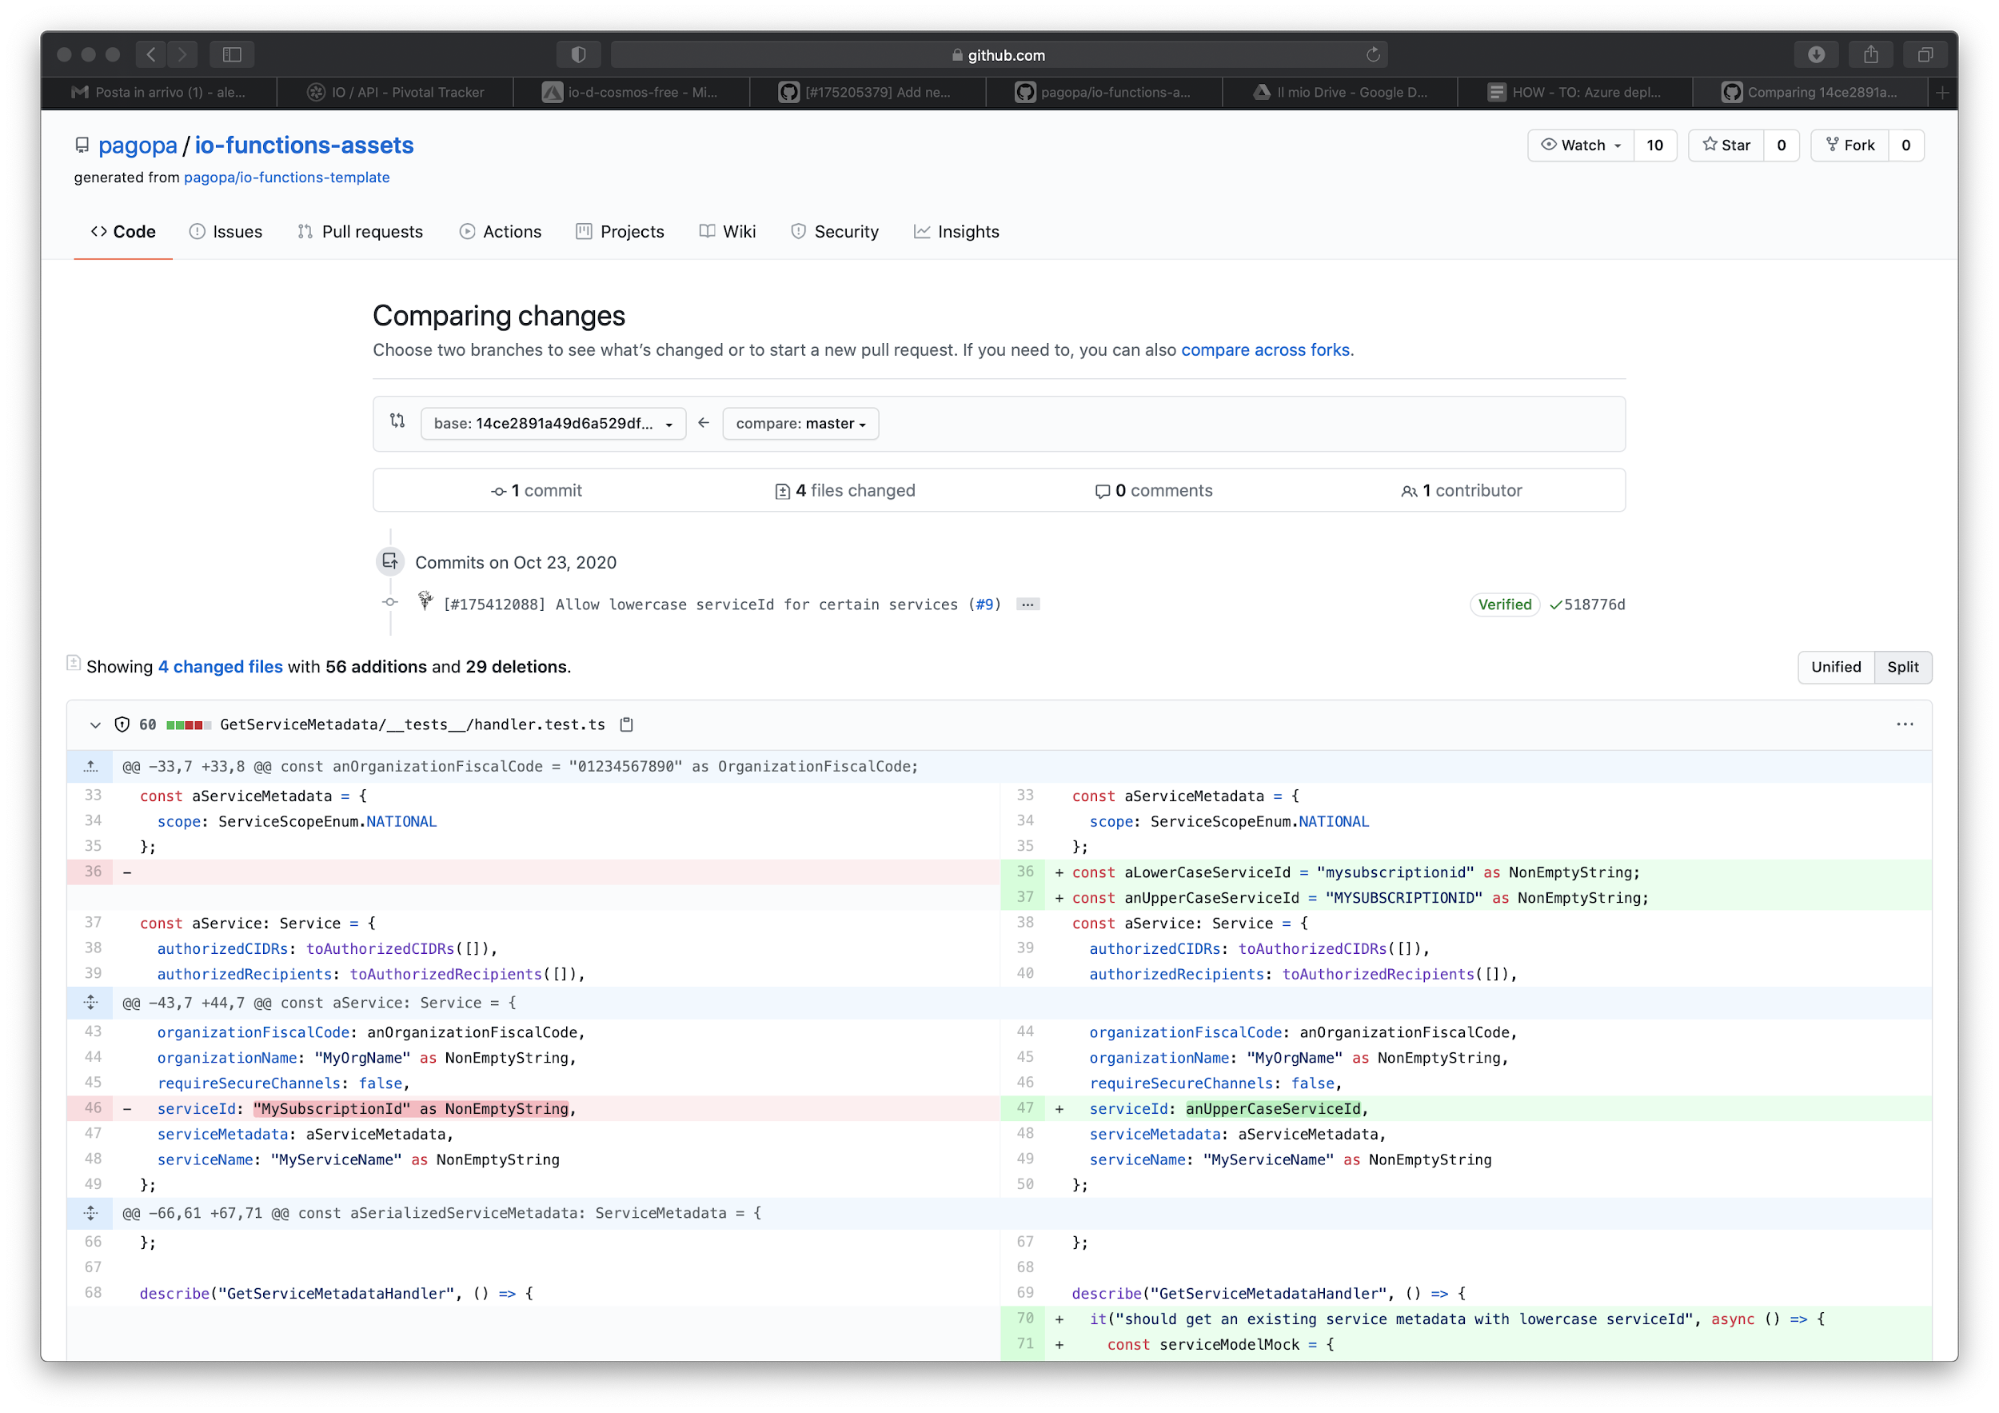 github.com
Posta in arrivo (1) - ale...
IO / API - Pivotal Tracker
io-d-cosmos-free - Mi...
[#175205379] Add ne...
pagopa/io-functions-a...
Il mio Drive - Google D...
HOW - TO: Azure depl...
Comparing 14ce2891a...
pagopa / io-functions-assets
Watch 10
Star 0
Fork 0
generated from pagopa/io-functions-template
<> Code
Issues
Pull requests
Actions
Projects
Wiki
Security
Insights
Comparing changes
Choose two branches to see what's changed or to start a new pull request. If you need to, you can also compare across forks.
base: 14ce2891a49d6a529df... ← compare: master
1 commit
4 files changed
0 comments
1 contributor
Commits on Oct 23, 2020
[#175412088] Allow lowercase serviceId for certain services (#9) ...
Verified
518776d
Showing 4 changed files with 56 additions and 29 deletions.
Unified Split
60 GetServiceMetadata/__tests__/handler.test.ts
@@ -33,7 +33,8 @@ const anOrganizationFiscalCode = "01234567890" as OrganizationFiscalCode;
33 const aServiceMetadata = { 33 const aServiceMetadata = {
34 scope: ServiceScopeEnum.NATIONAL 34 scope: ServiceScopeEnum.NATIONAL
35 }; 35 };
36 - 36 + const aLowerCaseServiceId = "mysubscriptionid" as NonEmptyString;
37 + const anUpperCaseServiceId = "MYSUBSCRIPTIONID" as NonEmptyString;
37 const aService: Service = { 38 const aService: Service = {
38 authorizedCIDRs: toAuthorizedCIDRs([]), 39 authorizedCIDRs: toAuthorizedCIDRs([]),
39 authorizedRecipients: toAuthorizedRecipients([]), 40 authorizedRecipients: toAuthorizedRecipients([]),
@@ -43,7 +44,7 @@ const aService: Service = {
43 organizationFiscalCode: anOrganizationFiscalCode, 44 organizationFiscalCode: anOrganizationFiscalCode,
44 organizationName: "MyOrgName" as NonEmptyString, 45 organizationName: "MyOrgName" as NonEmptyString,
45 requireSecureChannels: false, 46 requireSecureChannels: false,
46 - serviceId: "MySubscriptionId" as NonEmptyString, 47 + serviceId: anUpperCaseServiceId,
47 serviceMetadata: aServiceMetadata, 48 serviceMetadata: aServiceMetadata,
48 serviceName: "MyServiceName" as NonEmptyString 49 serviceName: "MyServiceName" as NonEmptyString
49 }; 50 };
@@ -66,61 +67,71 @@ const aSerializedServiceMetadata: ServiceMetadata = {
66 }; 67 };
67 68
68 describe("GetServiceMetadataHandler", () => { 69 describe("GetServiceMetadataHandler", () => {
70 + it("should get an existing service metadata with lowercase serviceId", async () => {
71 + const serviceModelMock = {